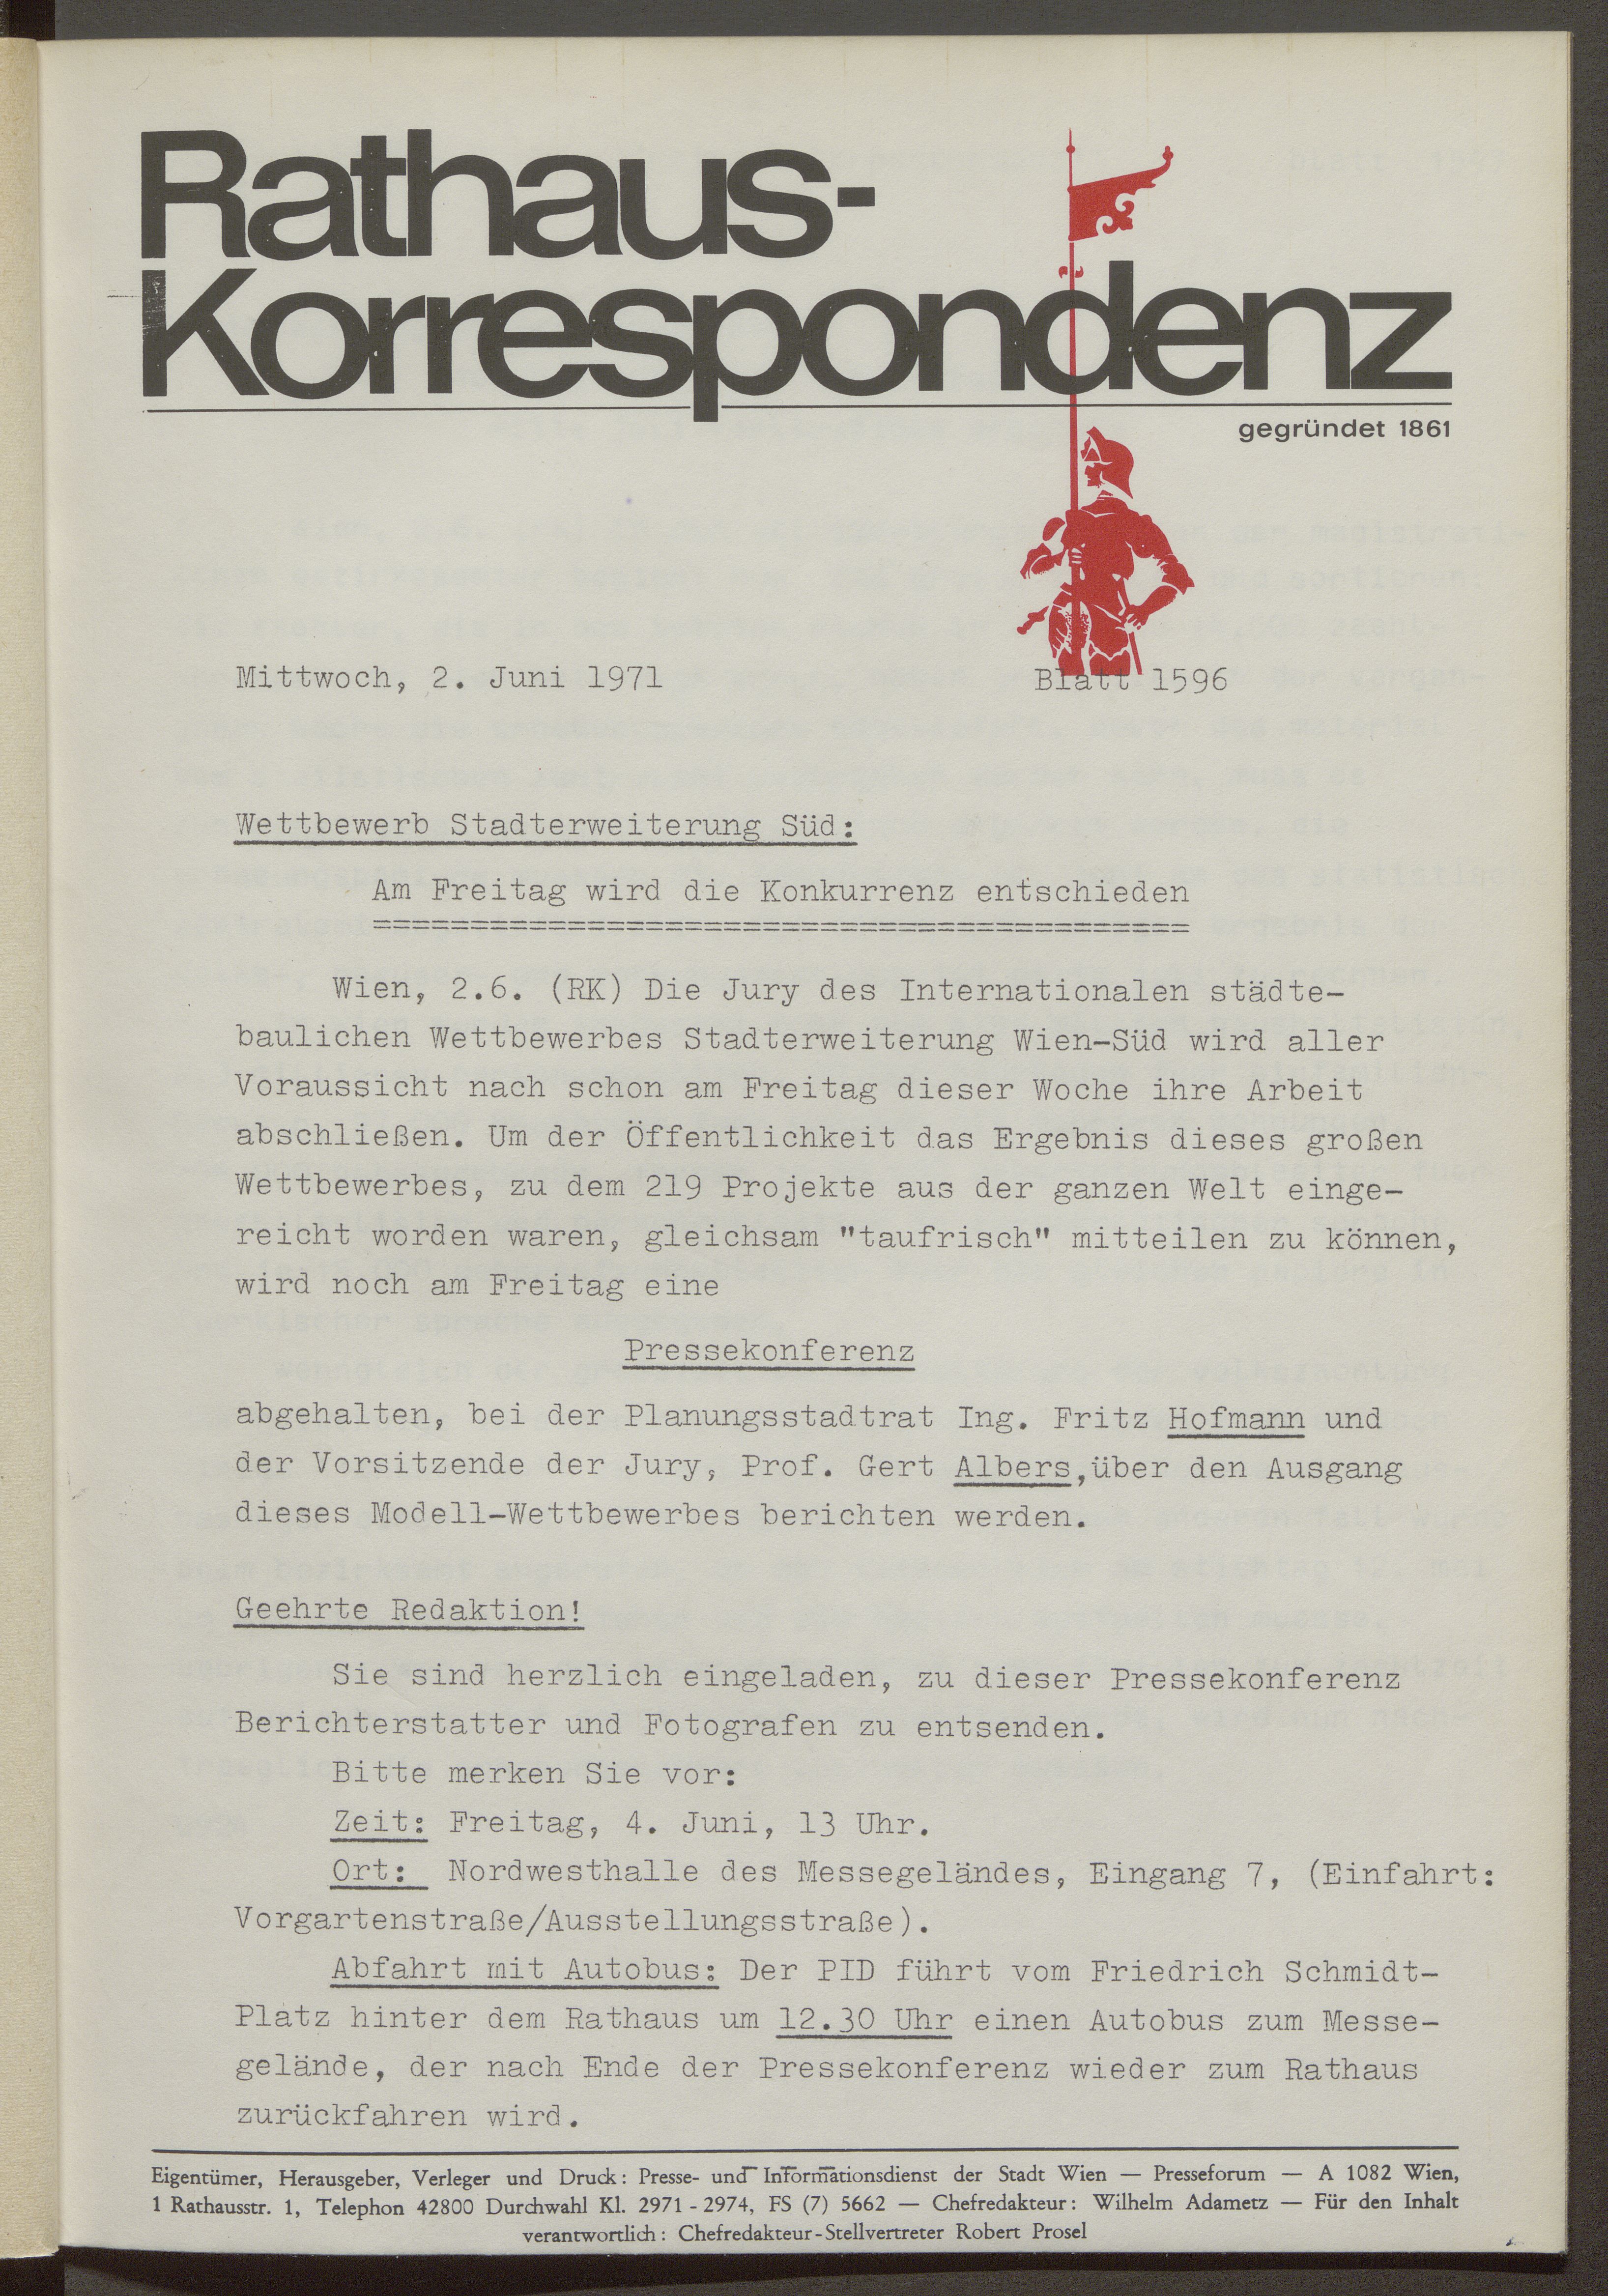 Rathaus-
Korrespondenz
gegründet 1861
Mittwoch, 2. Juni 1971 Blatt 1596
Wettbewerb Stadterweiterung Süd:
Am Freitag wird die Konkurrenz entschieden
==========================================
Wien, 2.6. (RK) Die Jury des Internationalen städte-
baulichen Wettbewerbes Stadterweiterung Wien-Süd wird aller
Voraussicht nach schon am Freitag dieser Woche ihre Arbeit
abschließen. Um der Öffentlichkeit das Ergebnis dieses großen
Wettbewerbes, zu dem 219 Projekte aus der ganzen Welt einge-
reicht worden waren, gleichsam "taufrisch" mitteilen zu können,
wird noch am Freitag eine
Pressekonferenz
abgehalten, bei der Planungsstadtrat Ing. Fritz Hofmann und
der Vorsitzende der Jury, Prof. Gert Albers,über den Ausgang
dieses Modell-Wettbewerbes berichten werden.
Geehrte Redaktion!
Sie sind herzlich eingeladen, zu dieser Pressekonferenz
Berichterstatter und Fotografen zu entsenden.
Bitte merken Sie vor:
Zeit: Freitag, 4. Juni, 13 Uhr.
Ort: Nordwesthalle des Messegeländes, Eingang 7, (Einfahrt:
Vorgartenstraße/Ausstellungsstraße).
Abfahrt mit Autobus: Der PID führt vom Friedrich Schmidt-
Platz hinter dem Rathaus um 12.30 Uhr einen Autobus zum Messe-
gelände, der nach Ende der Pressekonferenz wieder zum Rathaus
zurückfahren wird.
Eigentümer, Herausgeber, Verleger und Druck: Presse- und Informationsdienst der Stadt Wien — Presseforum — A 1082 Wien,
1 Rathausstr. 1, Telephon 42800 Durchwahl Kl. 2971 - 2974, FS (7) 5662 — Chefredakteur: Wilhelm Adametz — Für den Inhalt
verantwortlich: Chefredakteur-Stellvertreter Robert Prosel